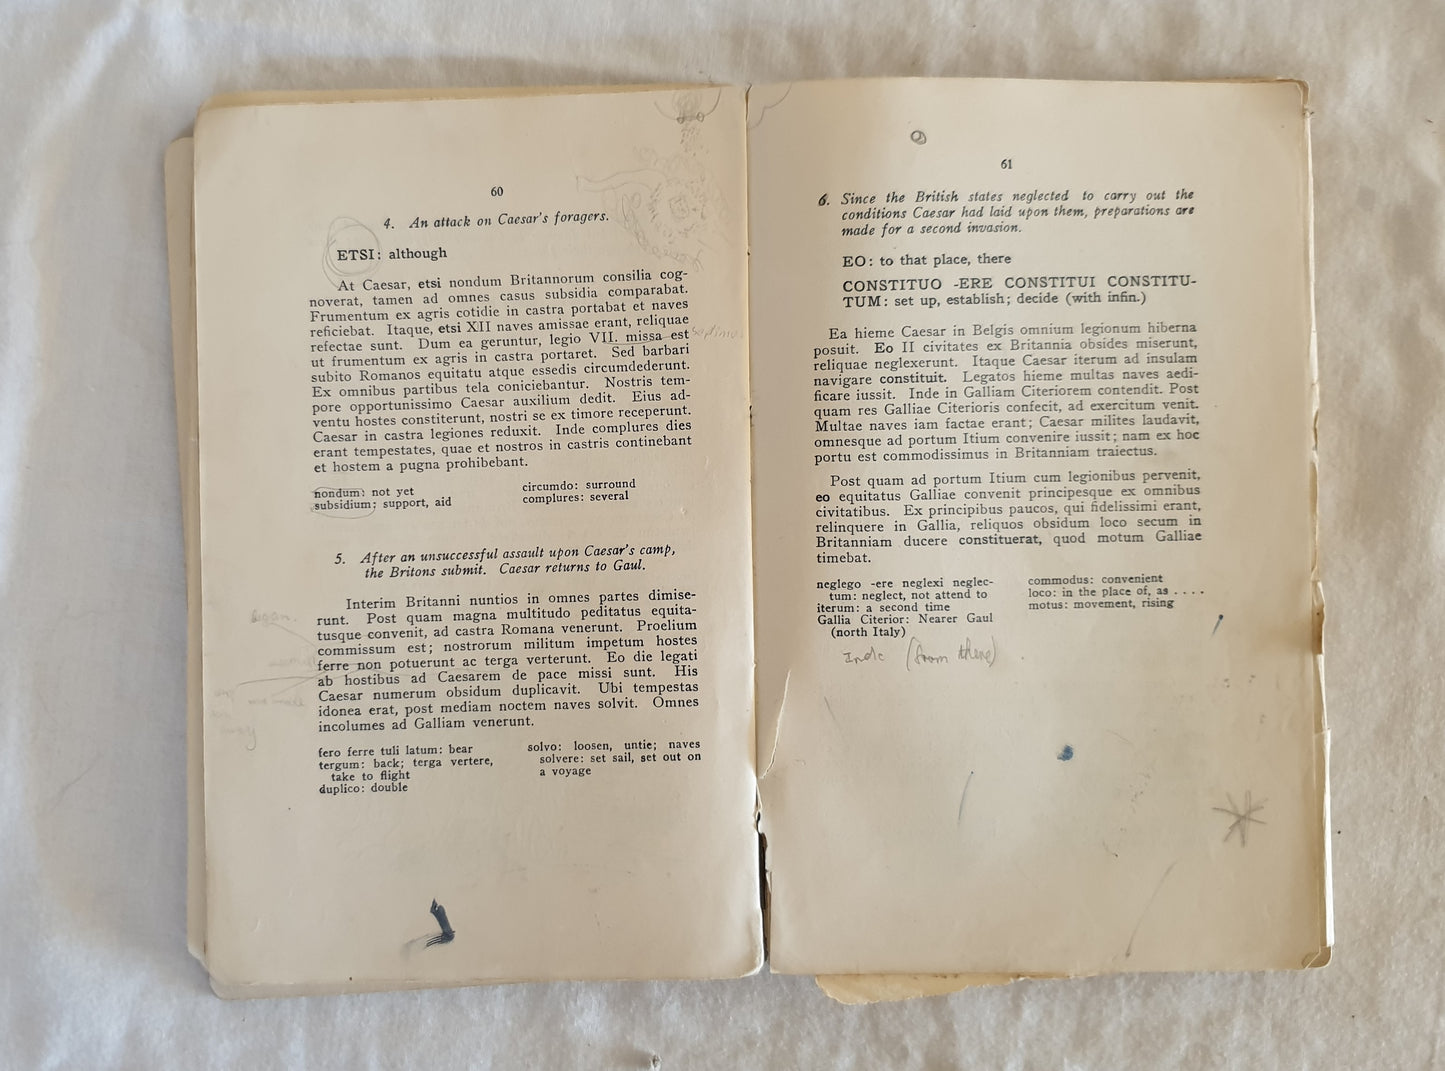 60
4. An attack on Caesar's foragers.
ETSI: although
At Caesar, etsi nondum Britannorum consilia cog-
noverat, tamen ad omnes casus subsidia comparabat.
Frumentum ex agris cotidie in castra portabat et naves
reficiebat. Itaque, etsi XII naves amissae erant, reliquae
refectae sunt. Dum ea geruntur, legio VII. missa est
ut frumentum ex agris in castra portaret. Sed barbari
subito Romanos equitatu atque essedis circumdederunt.
Ex omnibus partibus tela coniciebantur. Nostris tem-
pore opportunissimo Caesar auxilium dedit. Eius ad-
ventu hostes constiterunt, nostri se ex timore receperunt.
Caesar in castra legiones reduxit. Inde complures dies
erant tempestates, quae et nostros in castris continebant
et hostem a pugna prohibebant.
nondum: not yet
subsidium: support, aid
circumdo: surround
complures: several
5. After an unsuccessful assault upon Caesar's camp,
the Britons submit. Caesar returns to Gaul.
Interim Britanni nuntios in omnes partes dimise-
runt. Post quam magna multitudo peditatus equita-
tusque convenit, ad castra Romana venerunt. Proelium
commissum est; nostrorum militum impetum hostes
ferre non potuerunt ac terga verterunt. Eo die legati
ab hostibus ad Caesarem de pace missi sunt. His
Caesar numerum obsidum duplicavit. Ubi tempestas
idonea erat, post mediam noctem naves solvit. Omnes
incolumes ad Galliam venerunt.
fero ferre tuli latum: bear
tergum: back; terga vertere,
take to flight
duplico: double
solvo: loosen, untie; naves
solvere: set sail, set out on
a voyage
61
6. Since the British states neglected to carry out the
conditions Caesar had laid upon them, preparations are
made for a second invasion.
EO: to that place, there
CONSTITUO -ERE CONSTITUI CONSTITU-
TUM: set up, establish; decide (with infin.)
Ea hieme Caesar in Belgis omnium legionum hiberna
posuit. Eo II civitates ex Britannia obsides miserunt,
reliquae neglexerunt. Itaque Caesar iterum ad insulam
navigare constituit. Legatos hieme multas naves aedi-
ficare iussit. Inde in Galliam Citeriorem contendit. Post
quam res Galliae Citerioris confecit, ad exercitum venit.
Multae naves iam factae erant; Caesar milites laudavit,
omnesque ad portum Itium convenire iussit; nam ex hoc
portu est commodissimus in Britanniam traiectus.
Post quam ad portum Itium cum legionibus pervenit,
eo equitatus Galliae convenit principesque ex omnibus
civitatibus. Ex principibus paucos, qui fidelissimi erant,
relinquere in Gallia, reliquos obsidum loco secum in
Britanniam ducere constituerat, quod motum Galliae
timebat.
neglego -ere neglexi neglec-
tum: neglect, not attend to
iterum: a second time
Gallia Citerior: Nearer Gaul
(north Italy)
commodus: convenient
loco: in the place of, as ....
motus: movement, rising
Inde (from there)